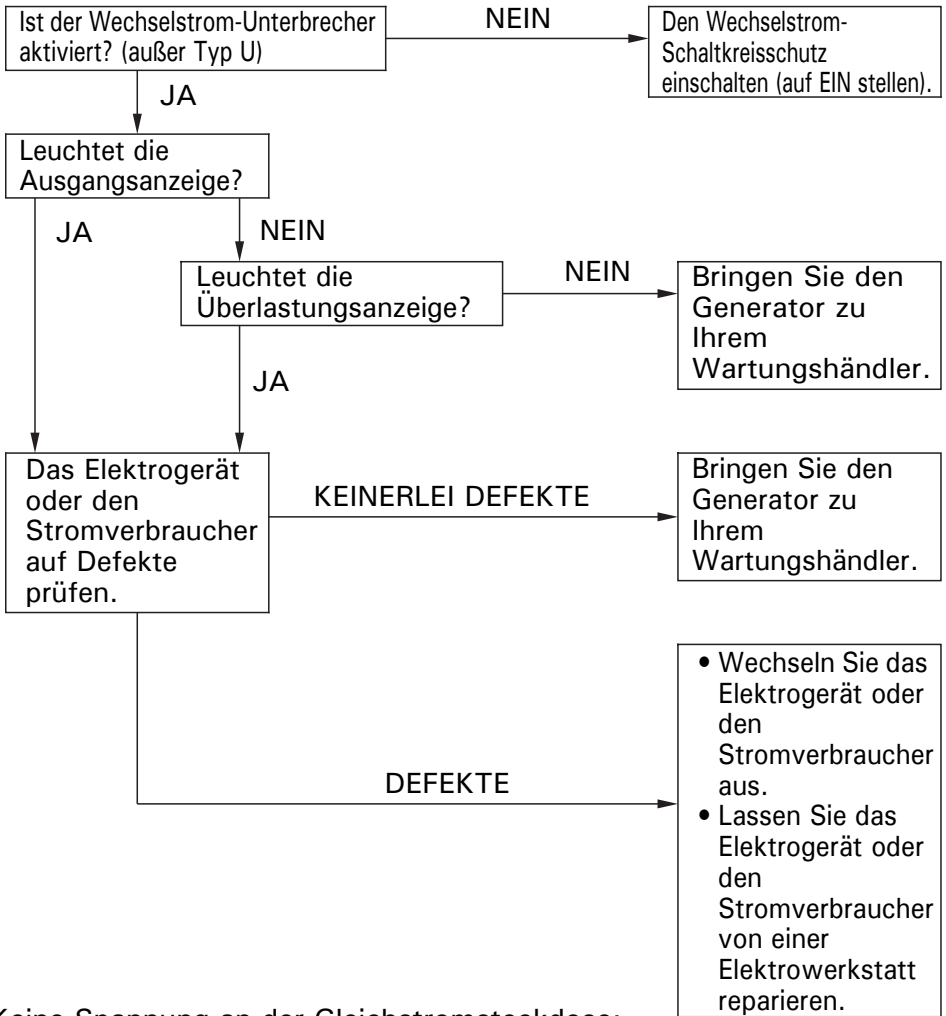 Ist der Wechselstrom-Unterbrecher
aktiviert? (außer Typ U)
NEIN
Den Wechselstrom-
Schaltkreisschutz
einschalten (auf EIN stellen).
JA
Leuchtet die
Ausgangsanzeige?
JA
NEIN
Leuchtet die
Überlastungsanzeige?
NEIN
Bringen Sie den
Generator zu
Ihrem
Wartungshändler.
JA
Das Elektrogerät
oder den
Stromverbraucher
auf Defekte
prüfen.
KEINERLEI DEFEKTE
Bringen Sie den
Generator zu
Ihrem
Wartungshändler.
DEFEKTE
• Wechseln Sie das
Elektrogerät oder
den
Stromverbraucher
aus.
• Lassen Sie das
Elektrogerät oder
den
Stromverbraucher
von einer
Elektrowerkstatt
reparieren.